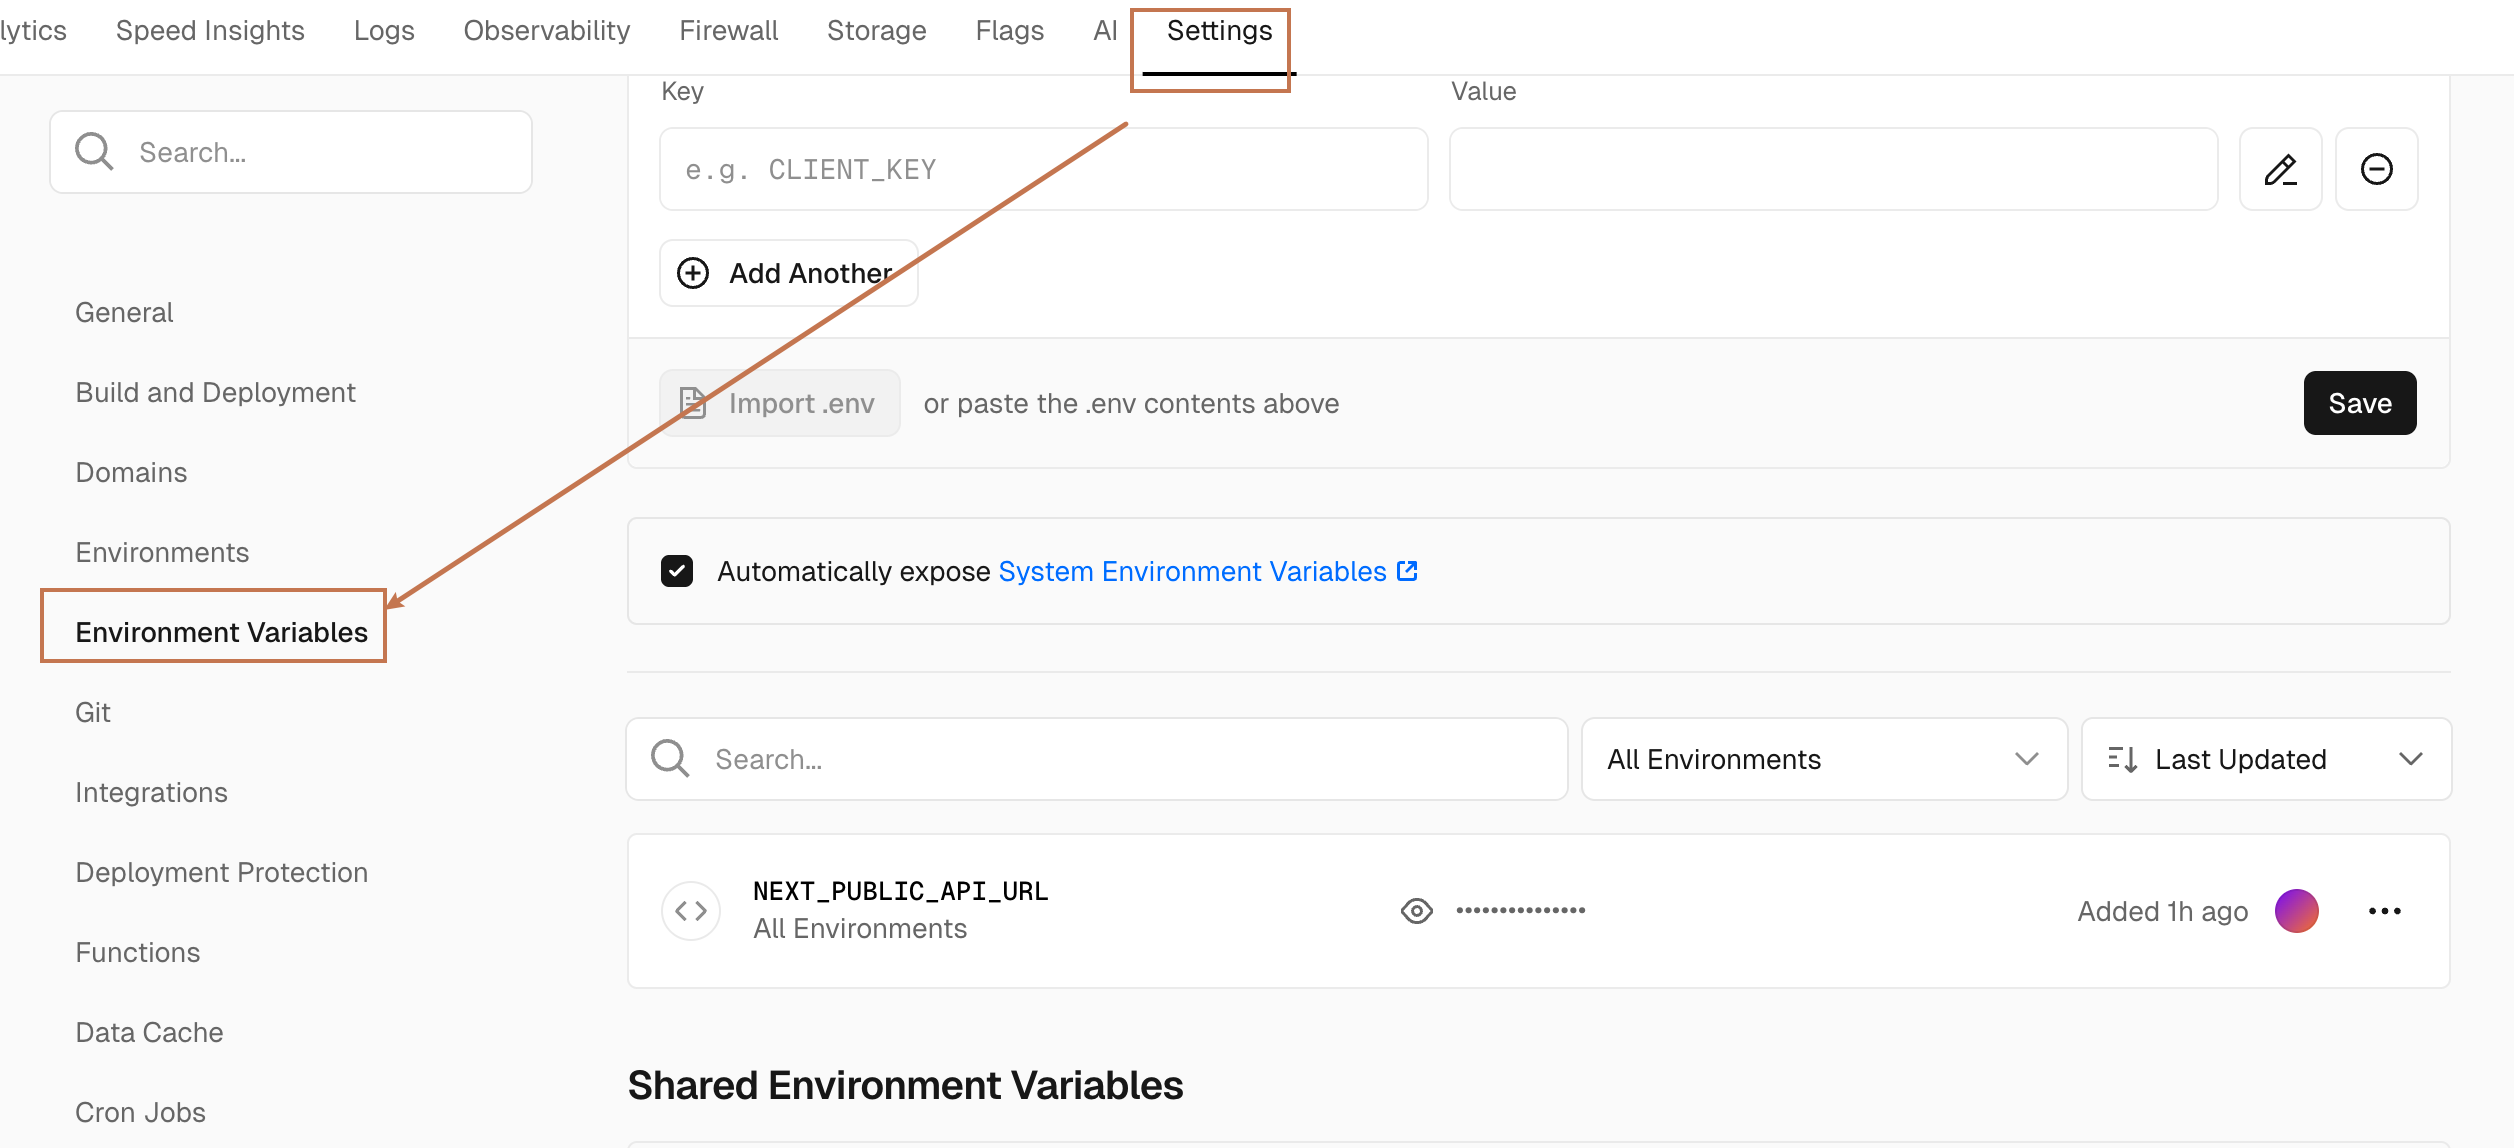 lytics
Speed Insights
Logs
Observability
Firewall
Storage
Flags
AI
Settings
Search...
General
Build and Deployment
Domains
Environments
Environment Variables
Git
Integrations
Deployment Protection
Functions
Data Cache
Cron Jobs
Key
Value
e.g. CLIENT_KEY
Add Another
Import .env
or paste the .env contents above
Save
Automatically expose System Environment Variables
Search...
All Environments
Last Updated
NEXT_PUBLIC_API_URL
All Environments
Added 1h ago
Shared Environment Variables